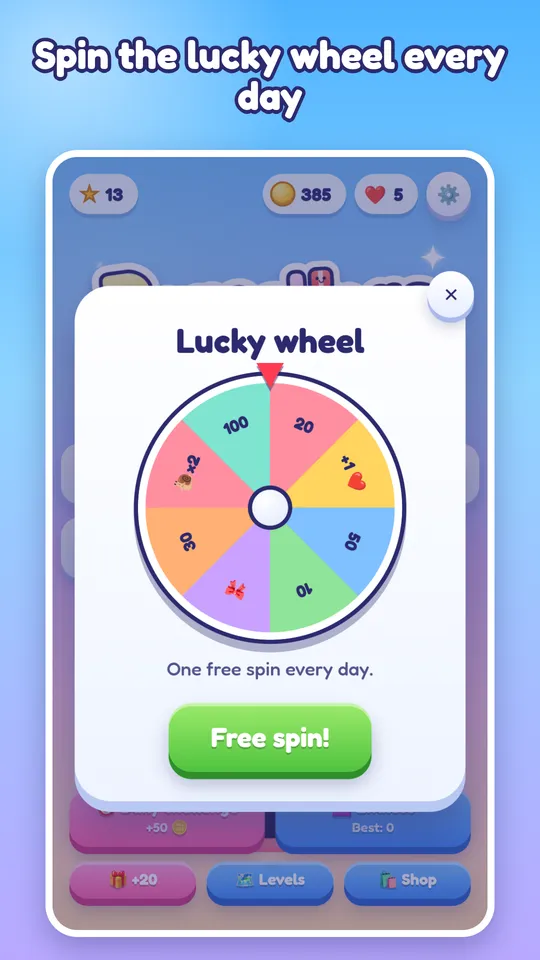 Spin the lucky wheel every
day
13
385
5
Lucky wheel
100
20
x2
+1
30
50
10
One free spin every day.
Free spin!
+50
Best: 0
+20
Levels
Shop